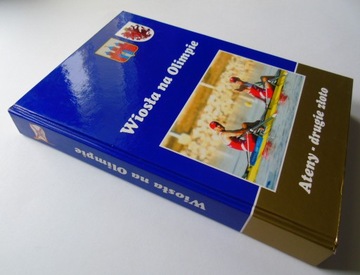 Wiosła na Olimpie
Ateny - drugie złoto
Wiosła na Olimpie